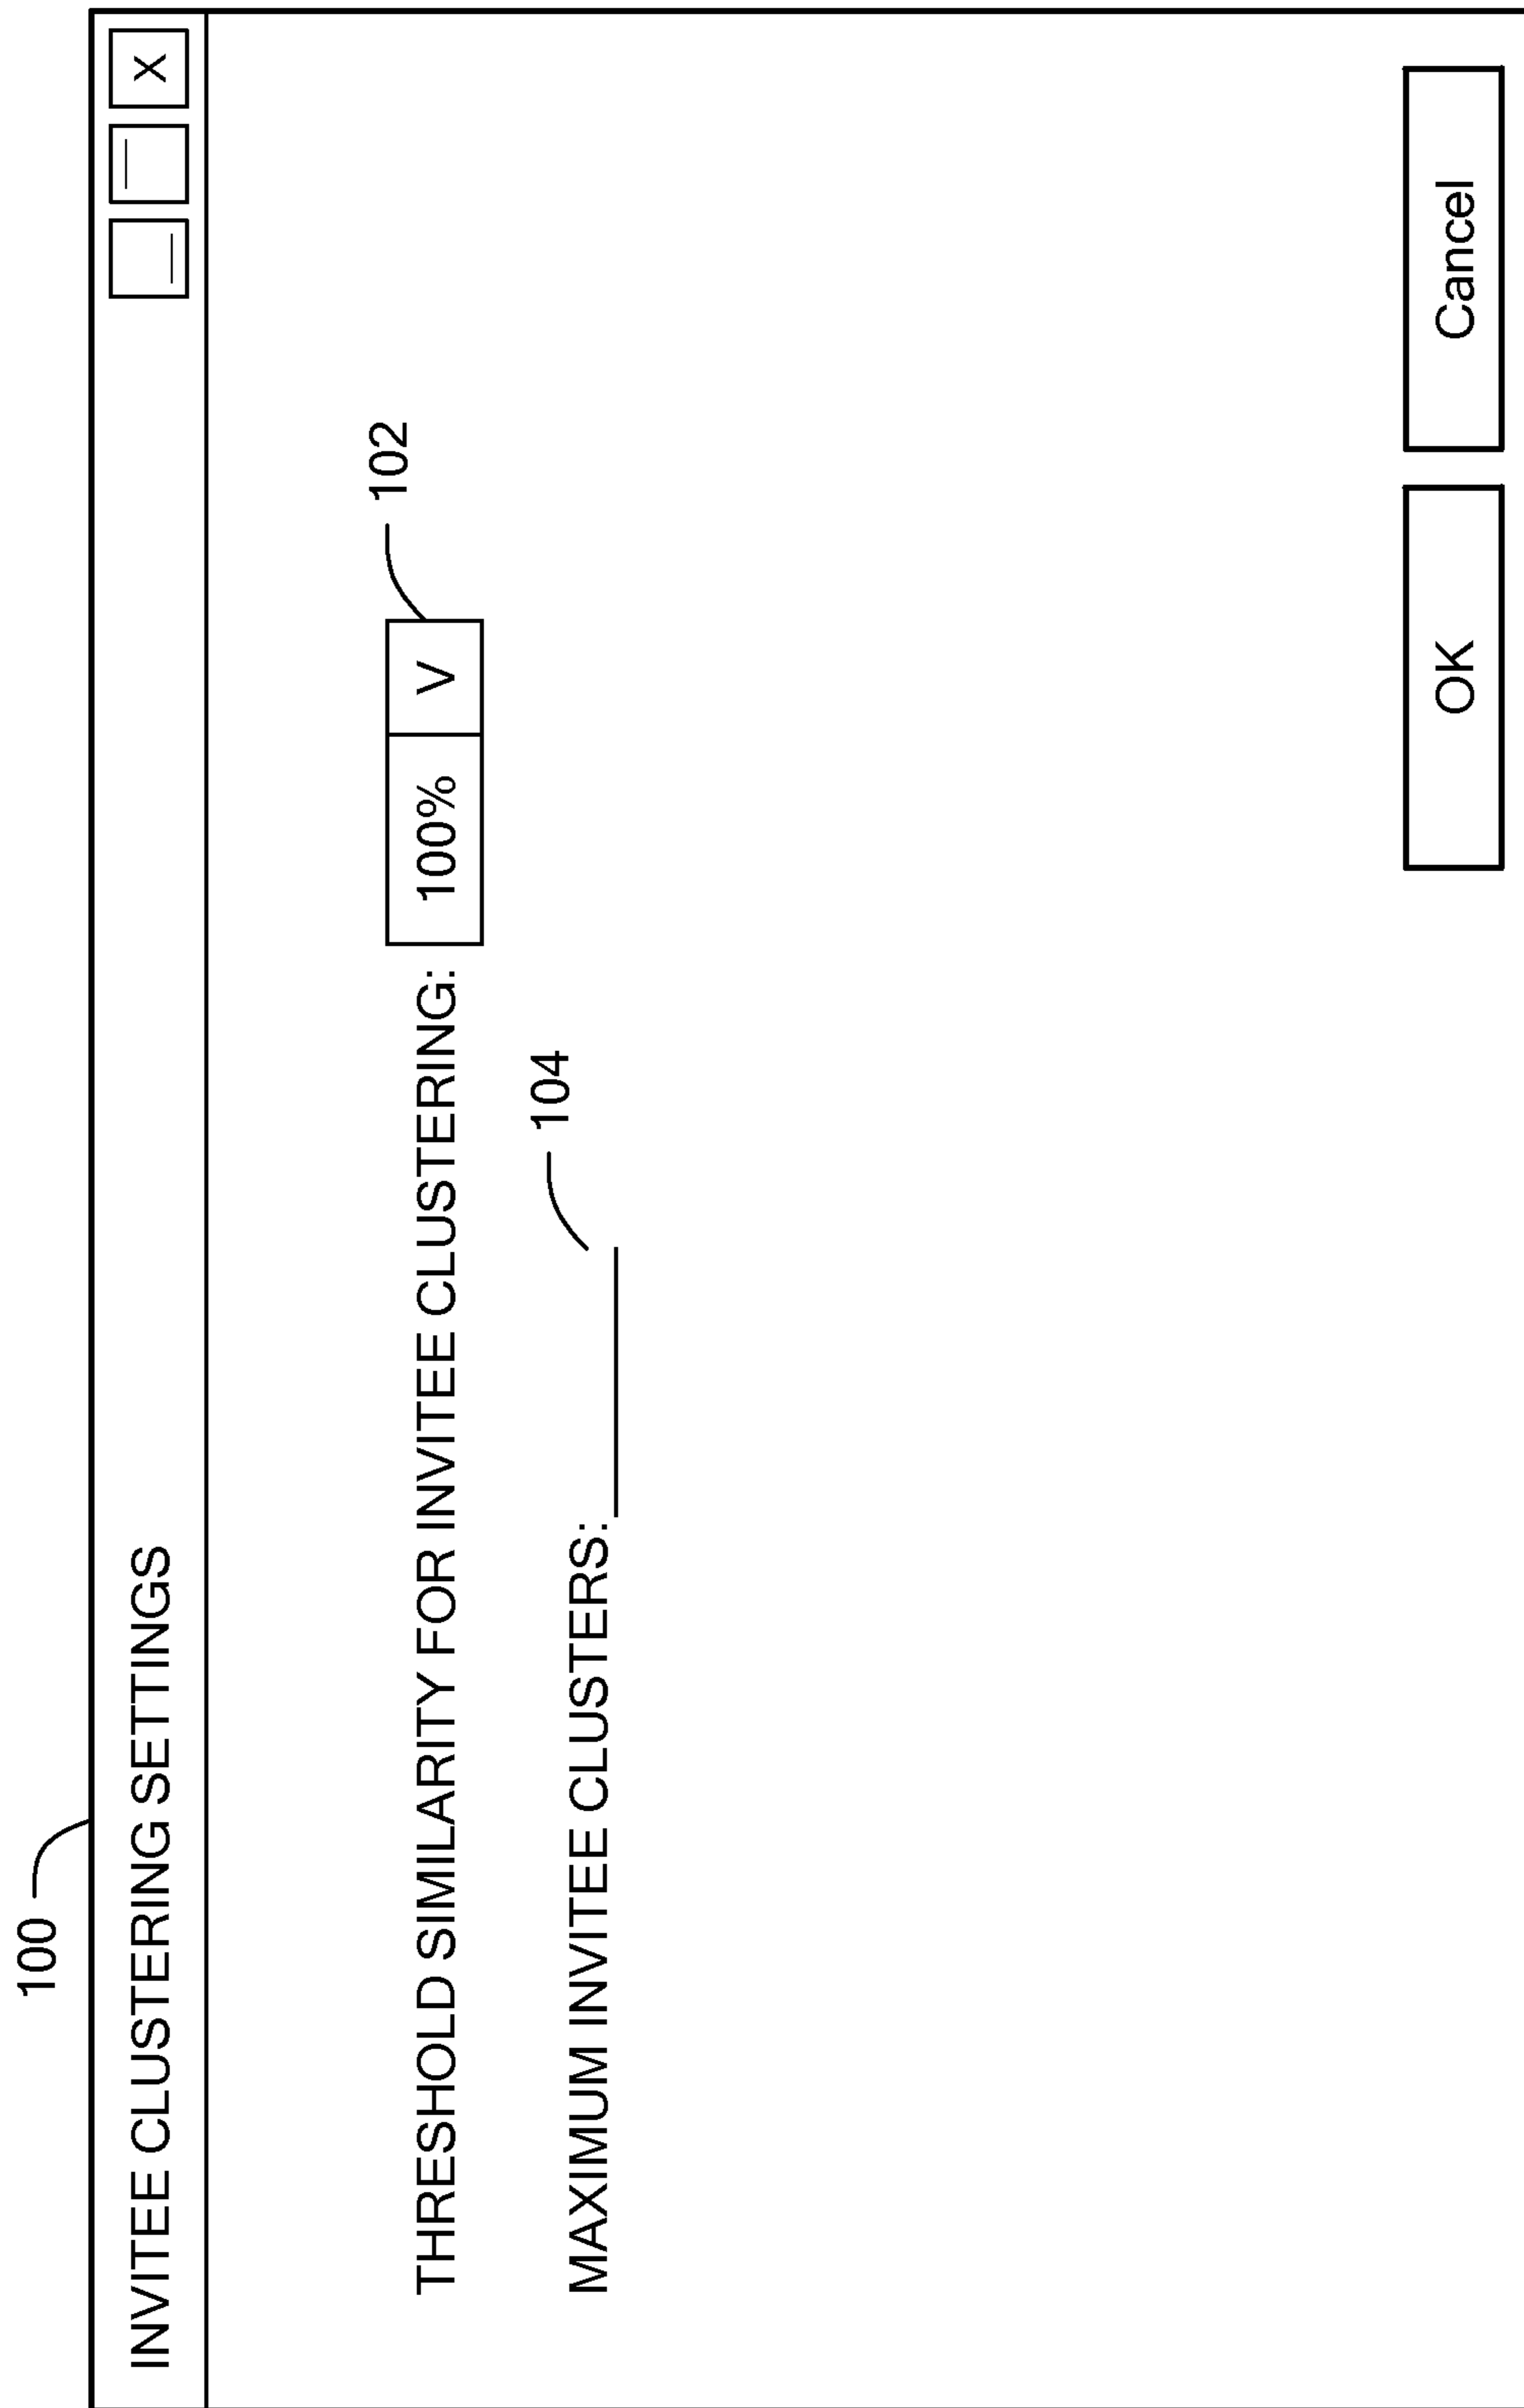 100
INVITEE CLUSTERING SETTINGS
X
102
THRESHOLD SIMILARITY FOR INVITEE CLUSTERING: 100% V
104
MAXIMUM INVITEE CLUSTERS:
OK
Cancel